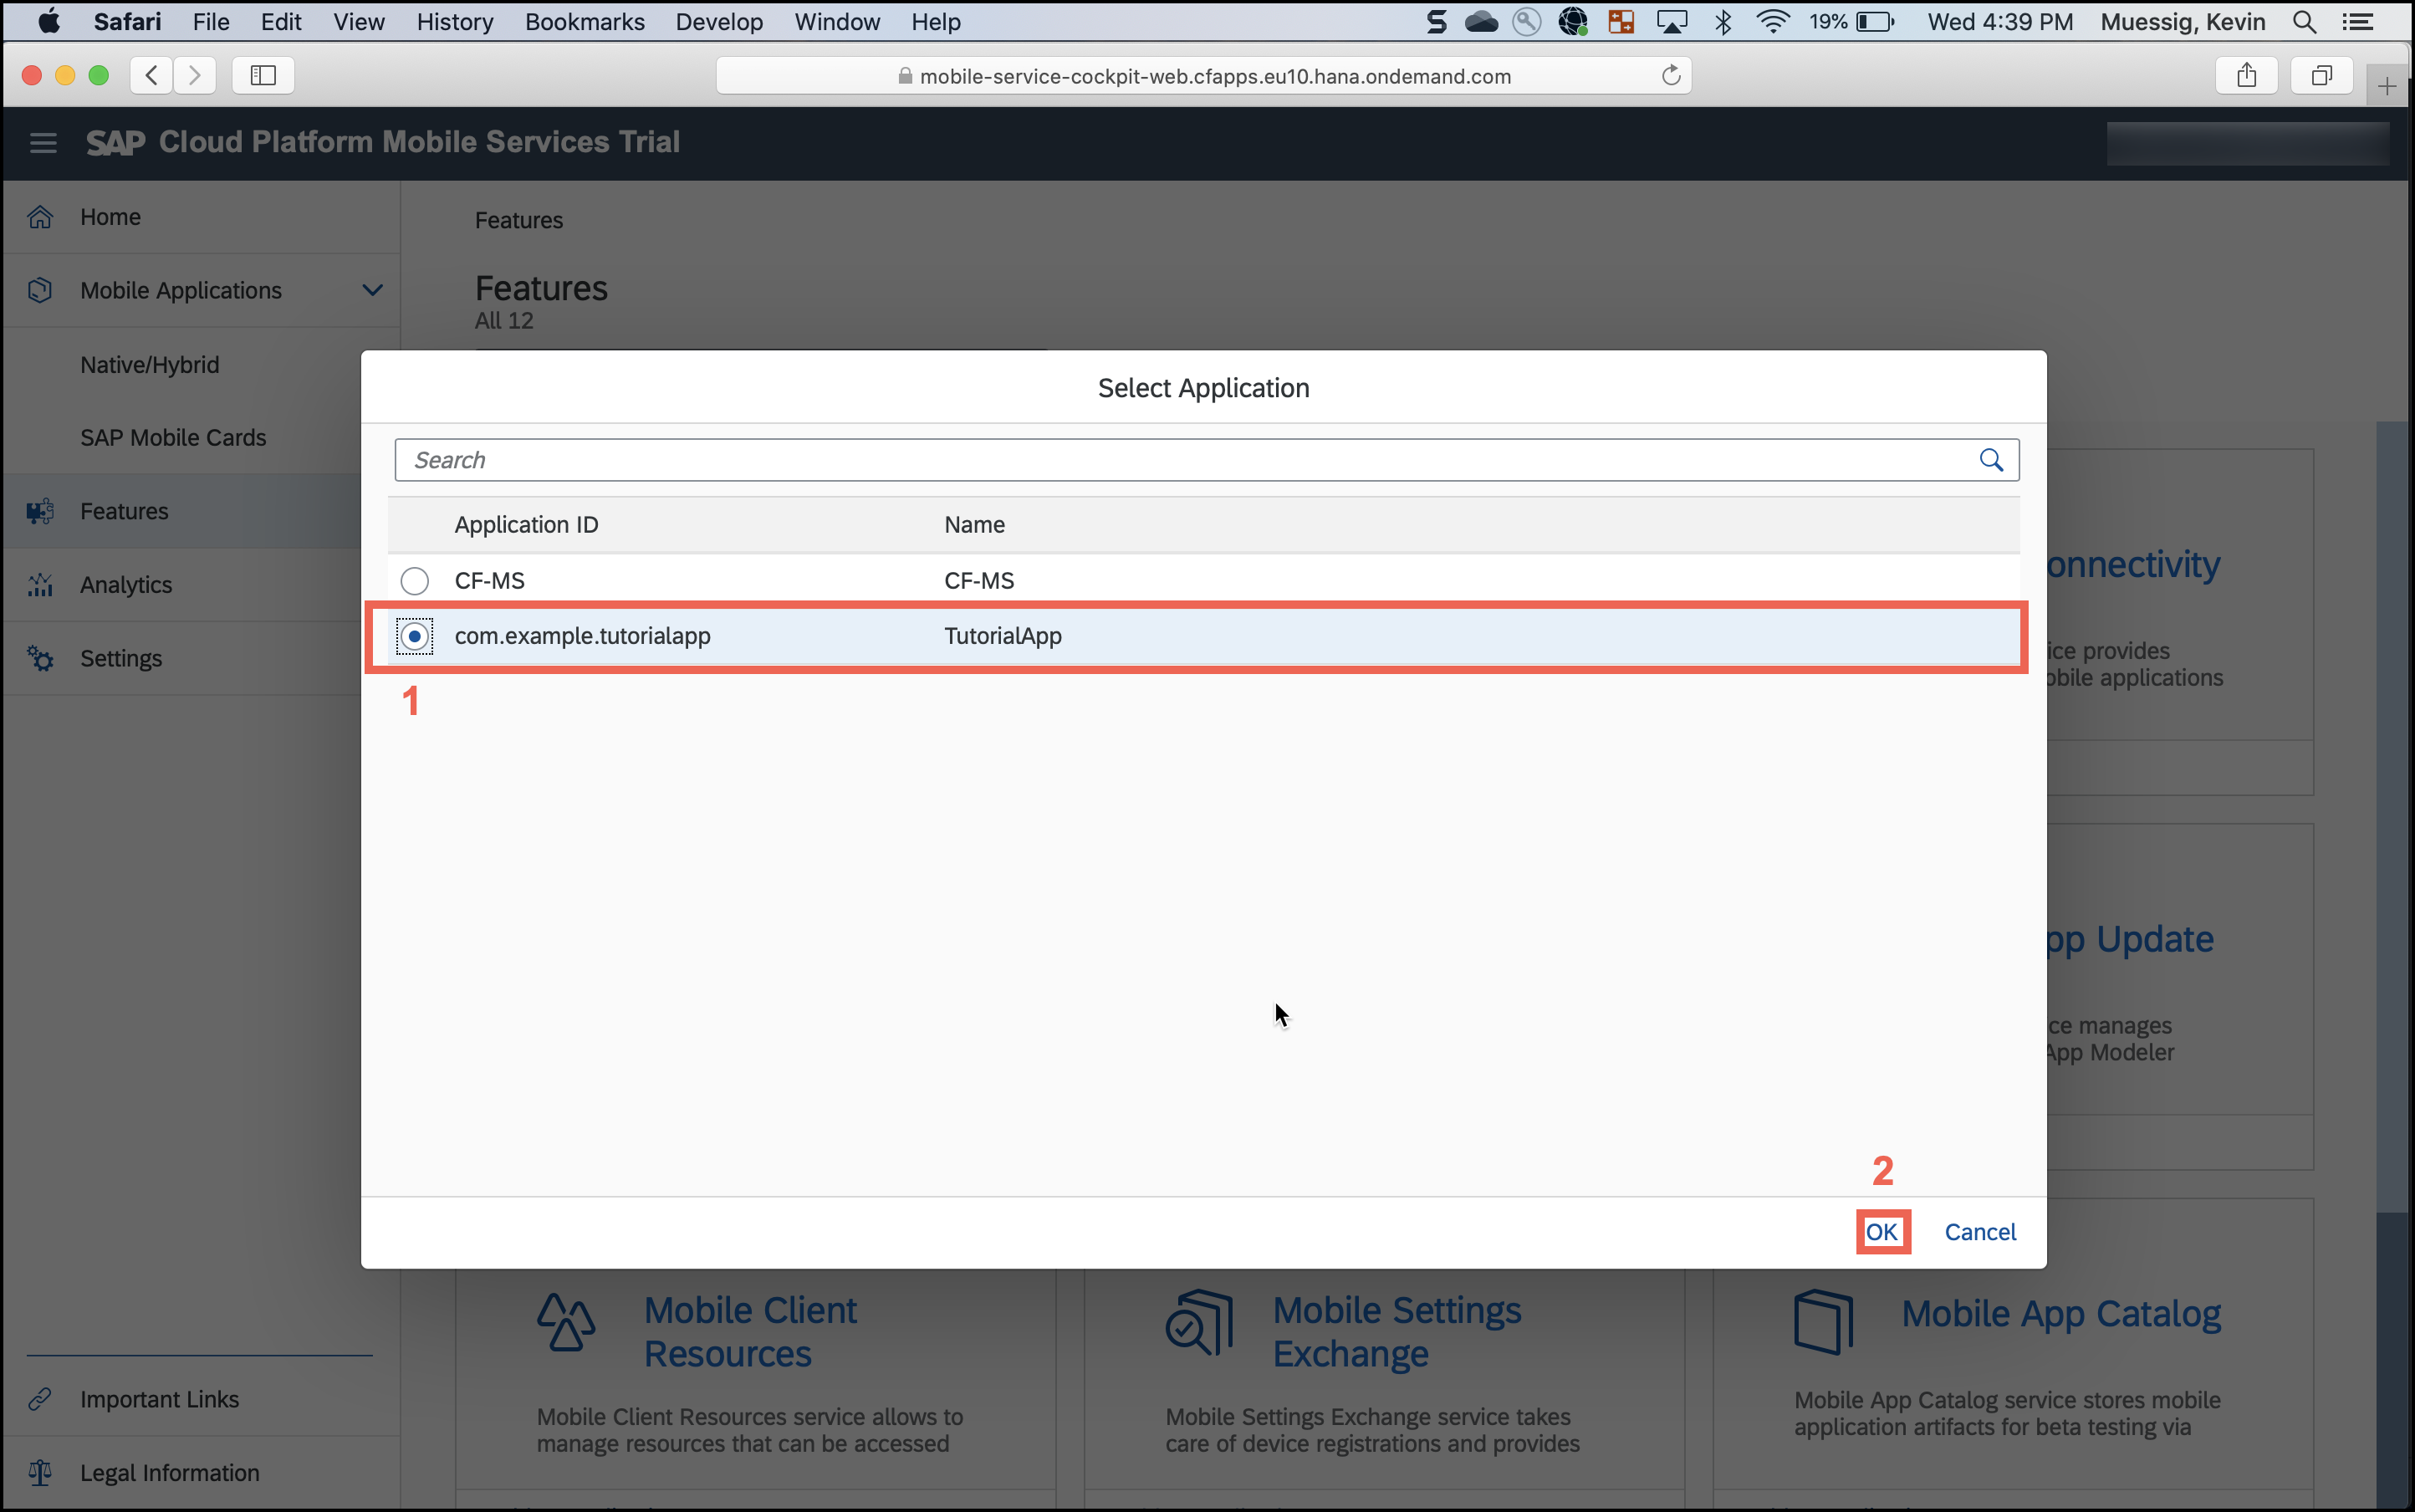 Safari File Edit View History Bookmarks Develop Window Help 19% Wed 4:39 PM Muessig, Kevin
mobile-service-cockpit-web.cfapps.eu10.hana.ondemand.com
SAP Cloud Platform Mobile Services Trial
Home
Mobile Applications
Native/Hybrid
SAP Mobile Cards
Features
Analytics
Settings
Important Links
Legal Information
Features
Features
All 12
Select Application
Search
Application ID Name
CF-MS CF-MS
com.example.tutorialapp TutorialApp
1
2
OK Cancel
onnectivity
ice provides
obile applications
pp Update
ce manages
App Modeler
Mobile Client
Resources
Mobile Client Resources service allows to
manage resources that can be accessed
Mobile Settings
Exchange
Mobile Settings Exchange service takes
care of device registrations and provides
Mobile App Catalog
Mobile App Catalog service stores mobile
application artifacts for beta testing via